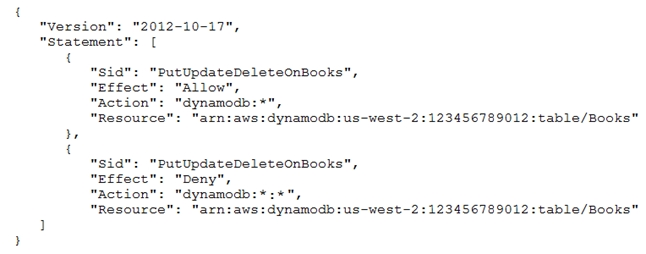 {
"Version": "2012-10-17",
"Statement": [
{
"Sid": "PutUpdateDeleteOnBooks",
"Effect": "Allow",
"Action": "dynamodb:*",
"Resource": "arn:aws:dynamodb:us-west-2:123456789012:table/Books"
},
{
"Sid": "PutUpdateDeleteOnBooks",
"Effect": "Deny",
"Action": "dynamodb:*:*",
"Resource": "arn:aws:dynamodb:us-west-2:123456789012:table/Books"
}
]
}